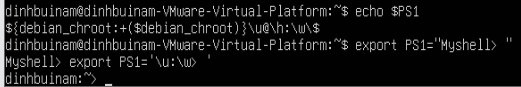 dinhbuinam@dinhbuinam-VMware-Virtual-Platform:~$ echo $PS1
${debian_chroot:+($debian_chroot)}\u@\h:\w\$
dinhbuinam@dinhbuinam-VMware-Virtual-Platform:~$ export PS1="Myshell> "
Myshell> export PS1='\u:\w> '
dinhbuinam:~> _